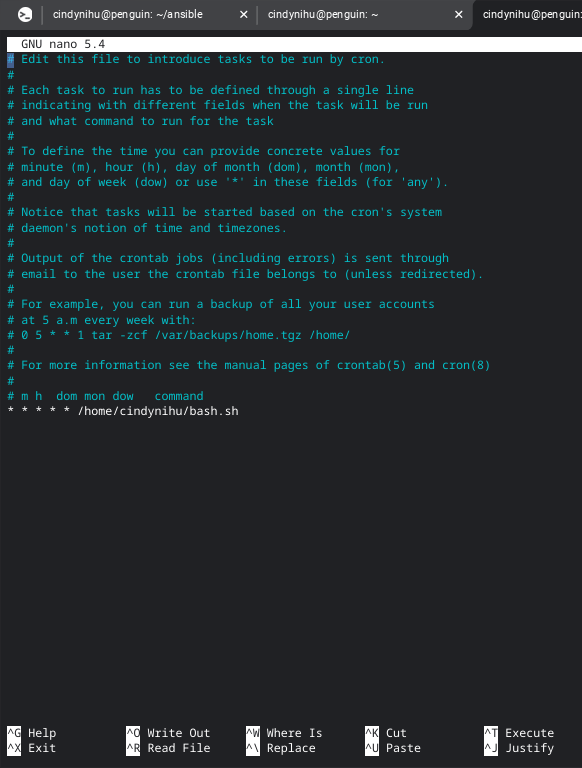 cindynihu@penguin: ~/ansible
cindynihu@penguin: ~
cindynihu@penguin:
GNU nano 5.4
# Edit this file to introduce tasks to be run by cron.
#
# Each task to run has to be defined through a single line
# indicating with different fields when the task will be run
# and what command to run for the task
#
# To define the time you can provide concrete values for
# minute (m), hour (h), day of month (dom), month (mon),
# and day of week (dow) or use '*' in these fields (for 'any').
#
# Notice that tasks will be started based on the cron's system
# daemon's notion of time and timezones.
#
# Output of the crontab jobs (including errors) is sent through
# email to the user the crontab file belongs to (unless redirected).
#
# For example, you can run a backup of all your user accounts
# at 5 a.m every week with:
# 0 5 * * 1 tar -zcf /var/backups/home.tgz /home/
#
# For more information see the manual pages of crontab(5) and cron(8)
#
# m h  dom mon dow   command
* * * * * /home/cindynihu/bash.sh
^G Help ^O Write Out ^W Where Is ^K Cut ^T Execute
^X Exit ^R Read File ^\ Replace ^U Paste ^J Justify